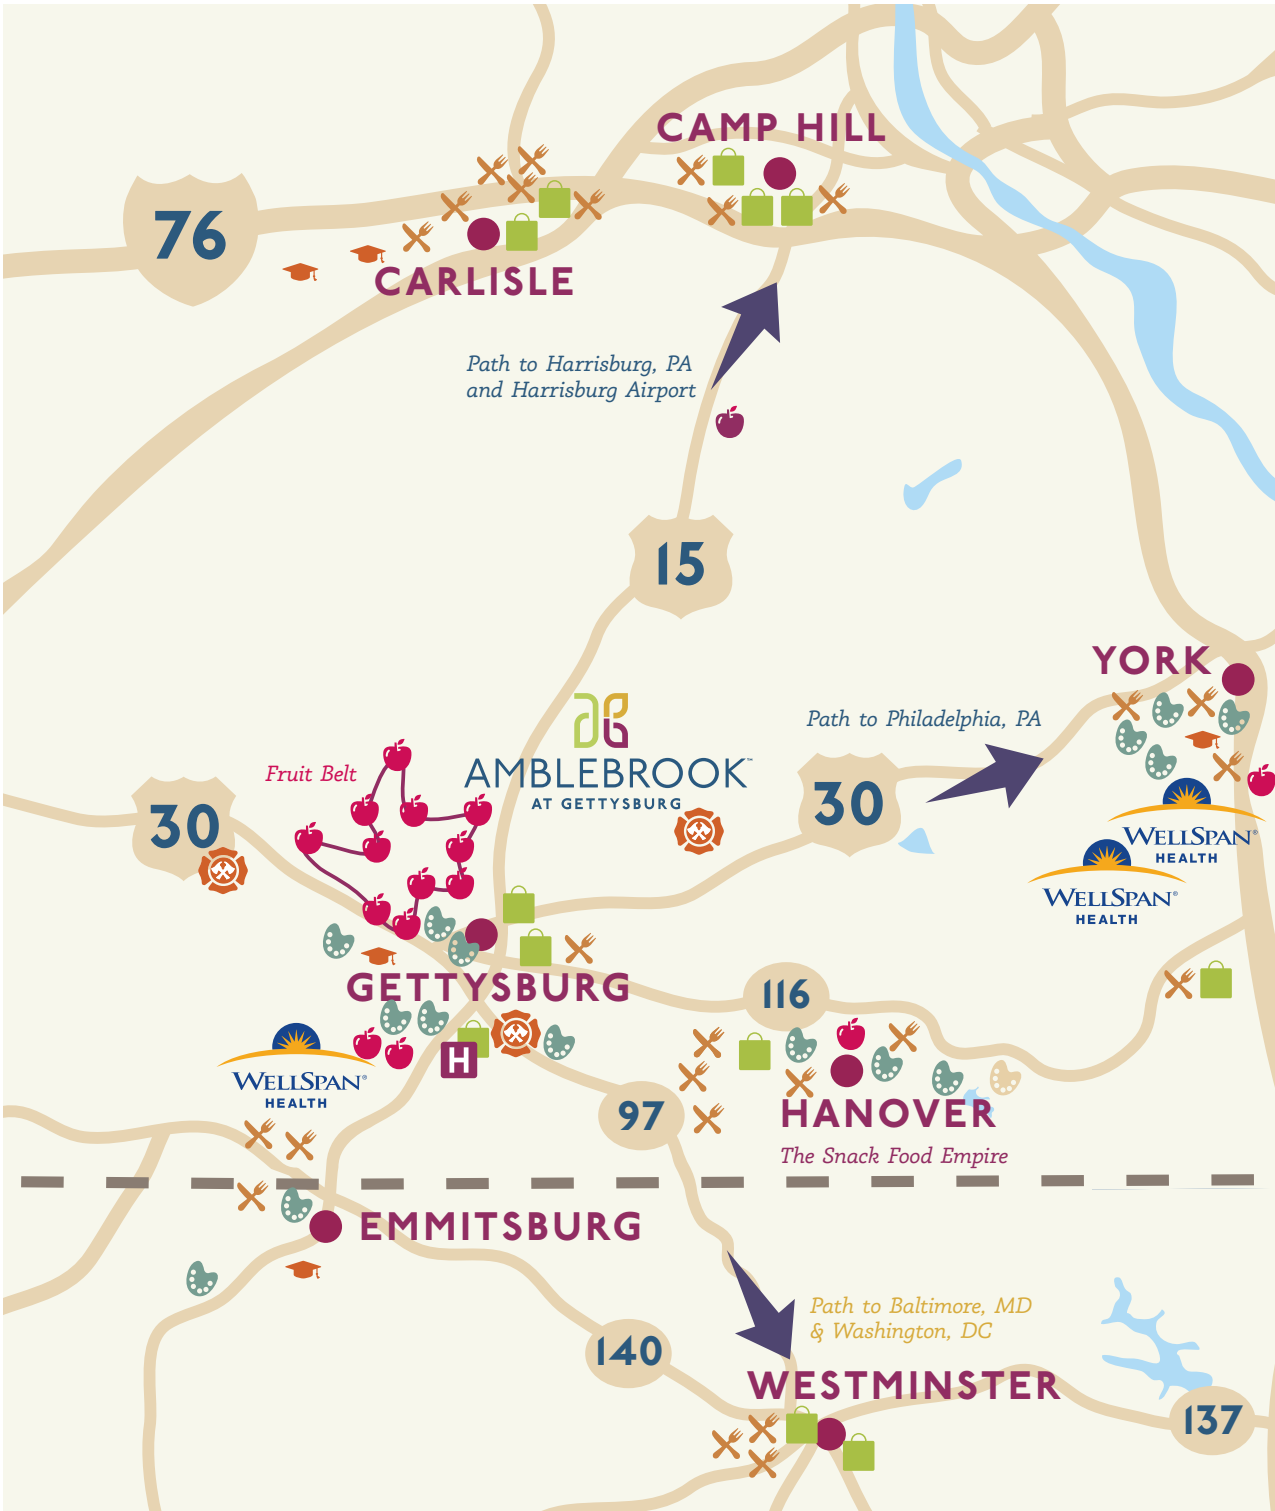 CAMP HILL
76
CARLISLE
Path to Harrisburg, PA
and Harrisburg Airport
15
YORK
Path to Philadelphia, PA
Fruit Belt
AMBLEBROOK™
AT GETTYSBURG
30
30
WELLSPAN®
HEALTH
WELLSPAN®
HEALTH
GETTYSBURG
116
H
WELLSPAN®
HEALTH
97
HANOVER
The Snack Food Empire
EMMITSBURG
Path to Baltimore, MD
& Washington, DC
140
WESTMINSTER
137